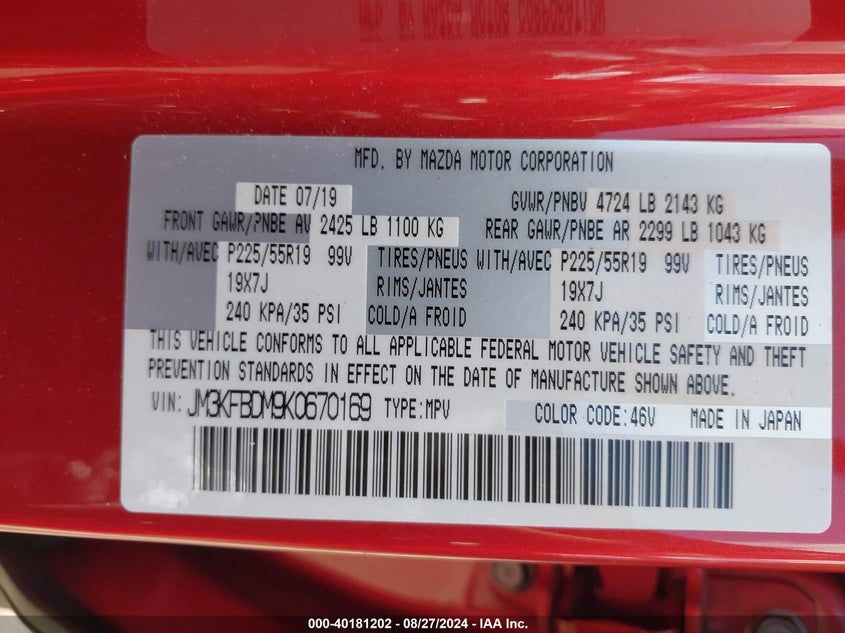 MFD. BY MAZDA MOTOR CORPORATION
DATE 07/19 GVWR/PNBV 4724 LB 2143 KG
FRONT GAWR/PNBE AV 2425 LB 1100 KG REAR GAWR/PNBE AR 2299 LB 1043 KG
WITH/AVEC P225/55R19 99V TIRES/PNEUS WITH/AVEC P225/55R19 99V TIRES/PNEUS
19X7J RIMS/JANTES 19X7J RIMS/JANTES
240 KPA/35 PSI COLD/A FROID 240 KPA/35 PSI COLD/A FROID
THIS VEHICLE CONFORMS TO ALL APPLICABLE FEDERAL MOTOR VEHICLE SAFETY AND THEFT
PREVENTION STANDARDS IN EFFECT ON THE DATE OF MANUFACTURE SHOWN ABOVE.
VIN: JM3KFBDM9K0670169 TYPE:MPV COLOR CODE:46V MADE IN JAPAN
000-40181202 - 08/27/2024 - IAA Inc.